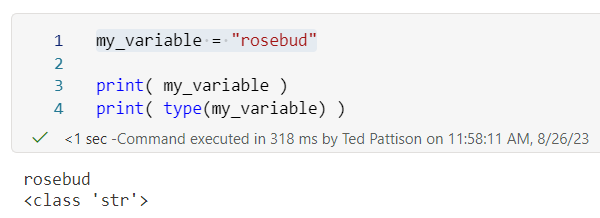 1 my_variable = "rosebud"
2
3 print( my_variable )
4 print( type(my_variable) )
<1 sec -Command executed in 318 ms by Ted Pattison on 11:58:11 AM, 8/26/23
rosebud
<class 'str'>